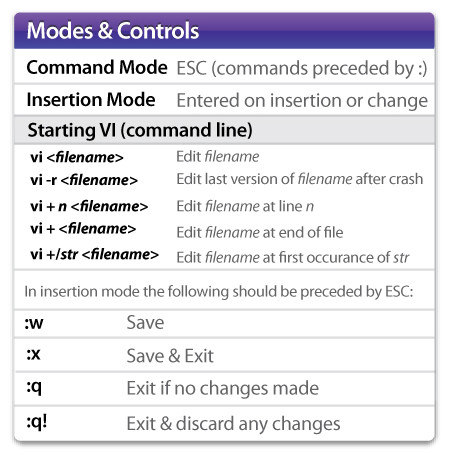 Modes & Controls
Command Mode ESC (commands preceded by :)
Insertion Mode Entered on insertion or change
Starting VI (command line)
vi <filename> Edit filename
vi -r <filename> Edit last version of filename after crash
vi + n <filename> Edit filename at line n
vi + <filename> Edit filename at end of file
vi +/str <filename> Edit filename at first occurance of str
In insertion mode the following should be preceded by ESC:
:w Save
:x Save & Exit
:q Exit if no changes made
:q! Exit & discard any changes